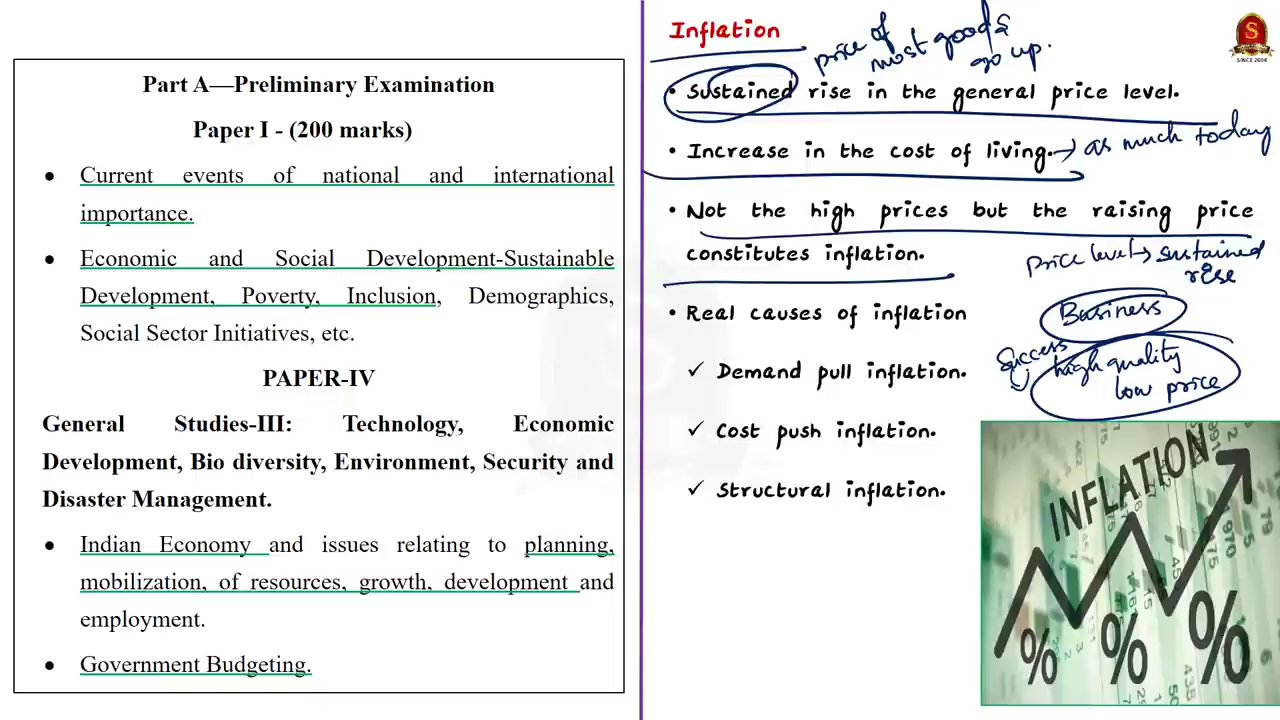 Part A—Preliminary Examination
Paper I - (200 marks)
● Current events of national and international
importance.
● Economic and Social Development-Sustainable
Development, Poverty, Inclusion, Demographics,
Social Sector Initiatives, etc.
PAPER-IV
General Studies-III: Technology, Economic
Development, Bio diversity, Environment, Security and
Disaster Management.
● Indian Economy and issues relating to planning,
mobilization, of resources, growth, development and
employment.
● Government Budgeting.
Inflation
price of
most goods
go up.
• Sustained rise in the general price level.
• Increase in the cost of living. → as much today
• Not the high prices but the raising price
constitutes inflation.
Price level → sustained
rise
• Real causes of inflation
Business
Success
high quality
low price
✓ Demand pull inflation.
✓ Cost push inflation.
✓ Structural inflation.
INFLATION
% % %
S
SINCE 2004